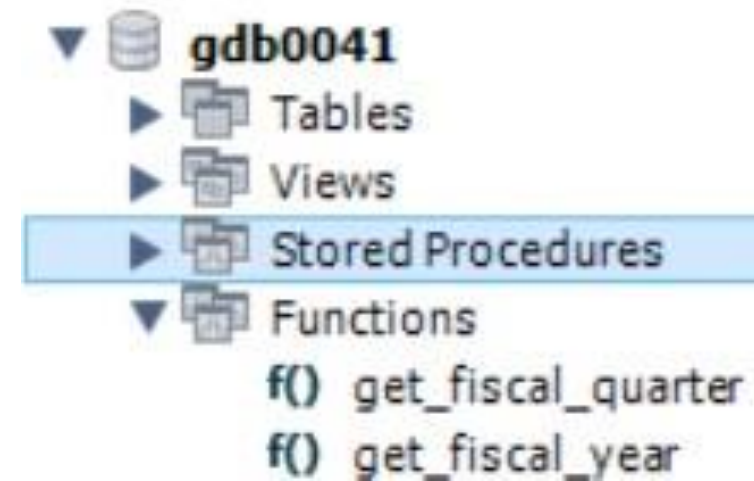 gdb0041
Tables
Views
Stored Procedures
Functions
f() get_fiscal_quarter
f() get_fiscal_year